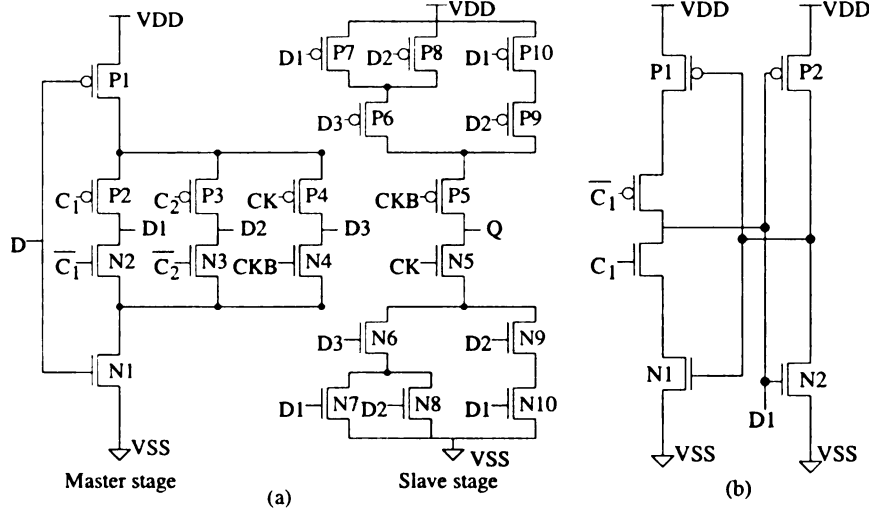 VDD
P1
D
C1
P2
C2
P3
CK
P4
D1
D2
D3
C1
N2
C2
N3
CKB
N4
N1
VSS
Master stage
VDD
D1
P7
D2
P8
D1
P10
D3
P6
D2
P9
CKB
P5
Q
CK
N5
D3
N6
D2
N9
D1
N7
D2
N8
D1
N10
VSS
Slave stage
(a)
VDD
VDD
P1
P2
C1
C1
N1
N2
D1
VSS
VSS
(b)